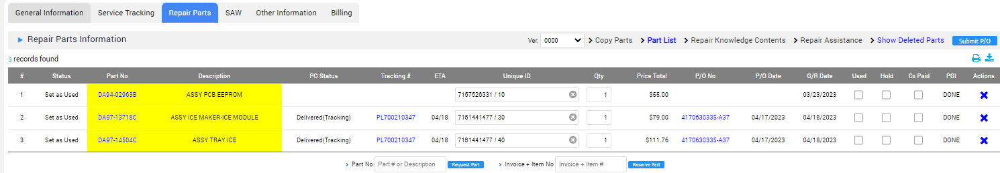 General Information Service Tracking Repair Parts SAW Other Information Billing
Repair Parts Information Ver. 0000 Copy Parts Part List Repair Knowledge Contents Repair Assistance Show Deleted Parts Submit P/O
3 records found
# Status Part No Description PO Status Tracking # ETA Unique ID Qty Price Total P/O No P/O Date G/R Date Used Hold Cx Paid PGI Actions
1 Set as Used DA94-02963B ASSY PCB EEPROM 7157526331 / 10 1 $55.00 03/23/2023 DONE
2 Set as Used DA97-13718C ASSY ICE MAKER-ICE MODULE Delivered(Tracking) PL700210347 04/18 7161441477 / 30 1 $79.00 4170630335-A37 04/17/2023 04/18/2023 DONE
3 Set as Used DA97-14504C ASSY TRAY ICE Delivered(Tracking) PL700210347 04/18 7161441477 / 40 1 $111.76 4170630335-A37 04/17/2023 04/18/2023 DONE
Part No Part # or Description Request Part Invoice + Item No Invoice + Item # Reserve Part